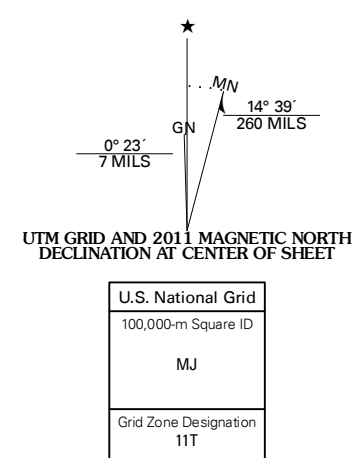 ★
MN
14° 39´
260 MILS
GN
0° 23´
7 MILS
UTM GRID AND 2011 MAGNETIC NORTH
DECLINATION AT CENTER OF SHEET
U.S. National Grid
100,000-m Square ID
MJ
Grid Zone Designation
11T